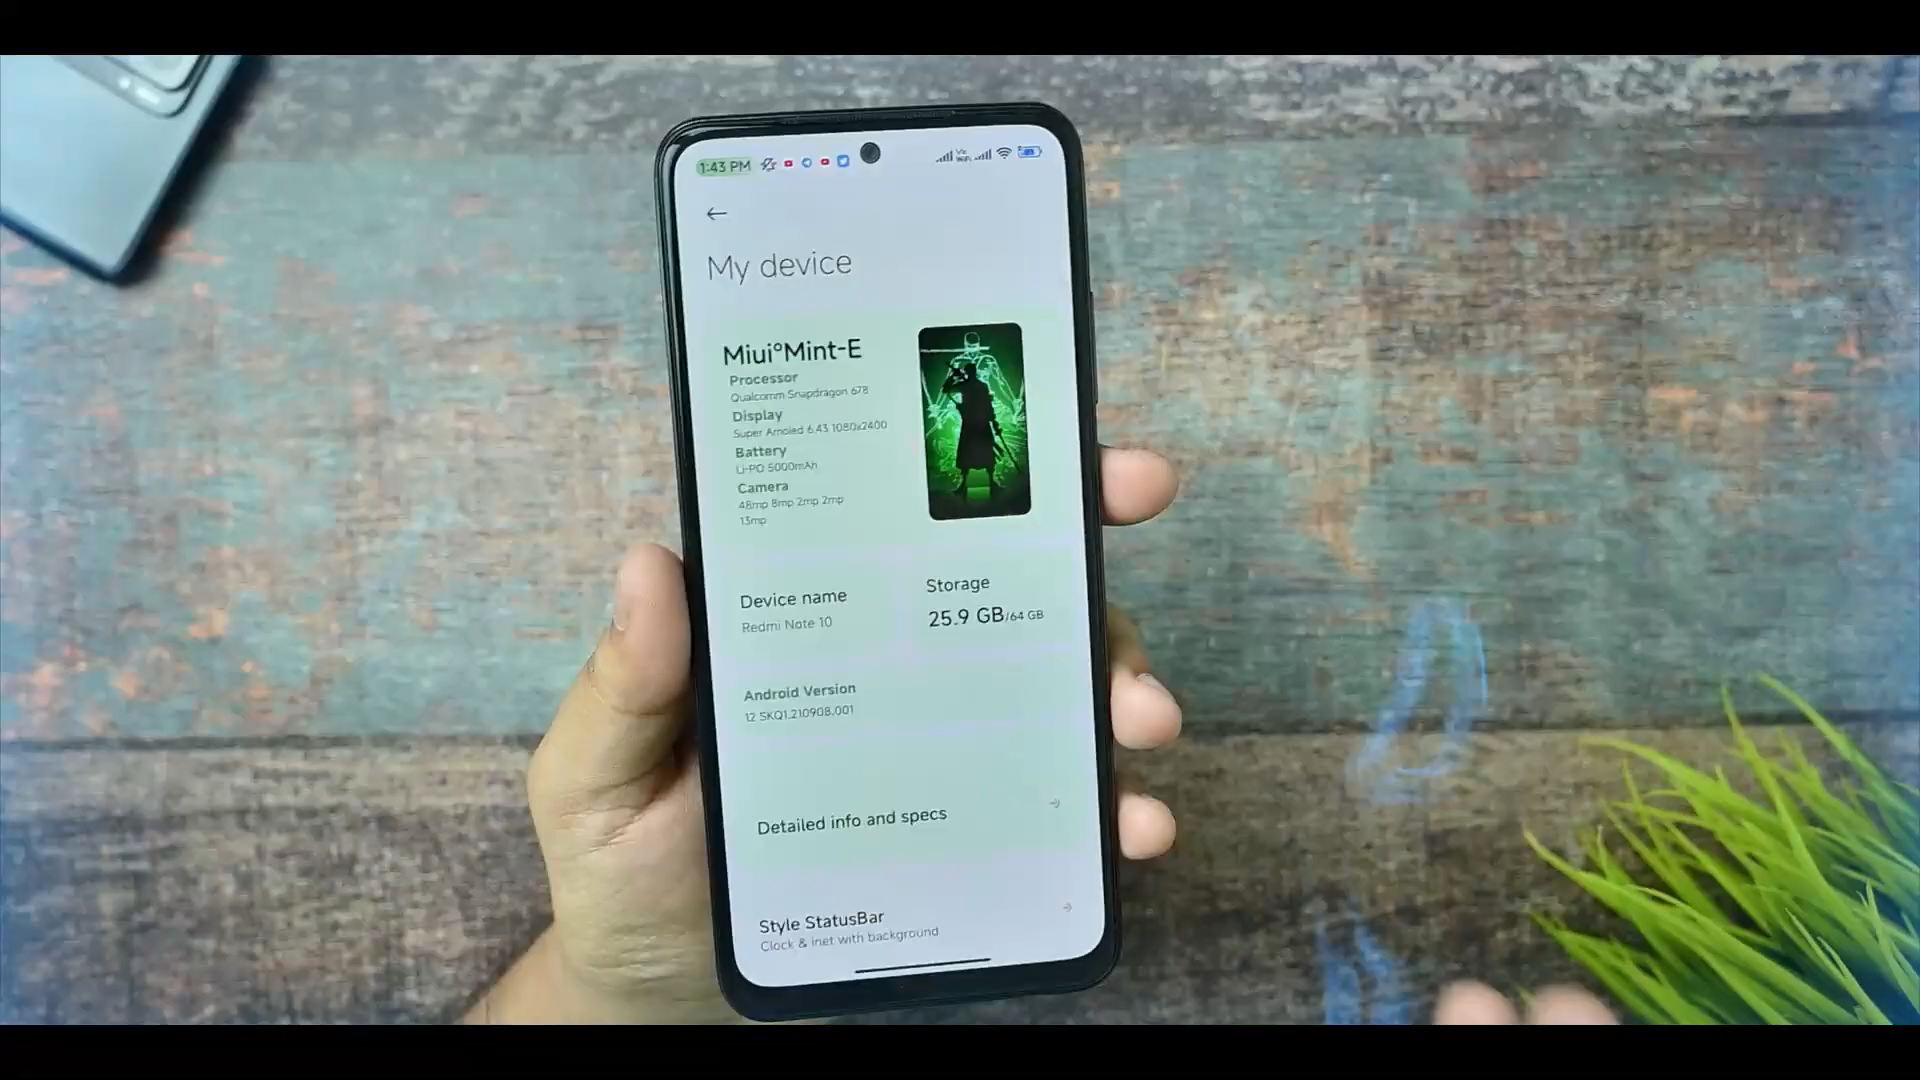 1:43 PM
Vo
WiFi
My device
Miui°Mint-E
Processor
Qualcomm Snapdragon 678
Display
Super Amoled 6.43 1080x2400
Battery
Li-PO 5000mAh
Camera
48mp 8mp 2mp 2mp
13mp
Device name
Redmi Note 10
Storage
25.9 GB/64 GB
Android Version
12 SKQ1.210908.001
Detailed info and specs
Style StatusBar
Clock & inet with background